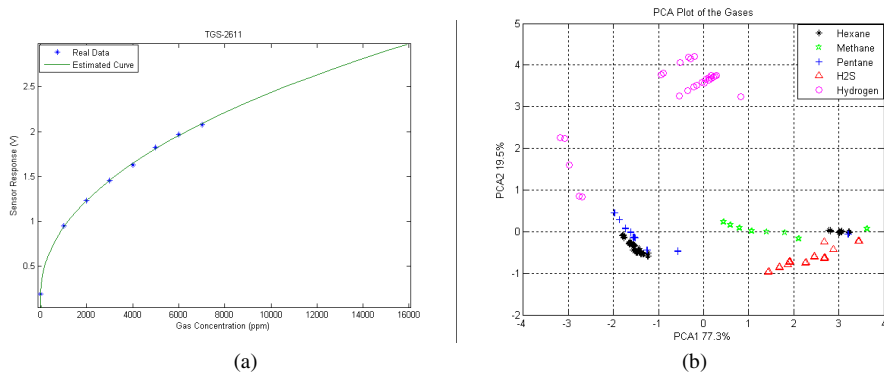 TGS-2611
Real Data
Estimated Curve
Sensor Response (V)
2.5
2
1.5
1
0.5
0 2000 4000 6000 8000 10000 12000 14000 16000
Gas Concentration (ppm)
(a)
PCA Plot of the Gases
Hexane
Methane
Pentane
H2S
Hydrogen
PCA2 19.5%
5
4
3
2
1
0
-1
-2
-4 -3 -2 -1 0 1 2 3 4
PCA1 77.3%
(b)